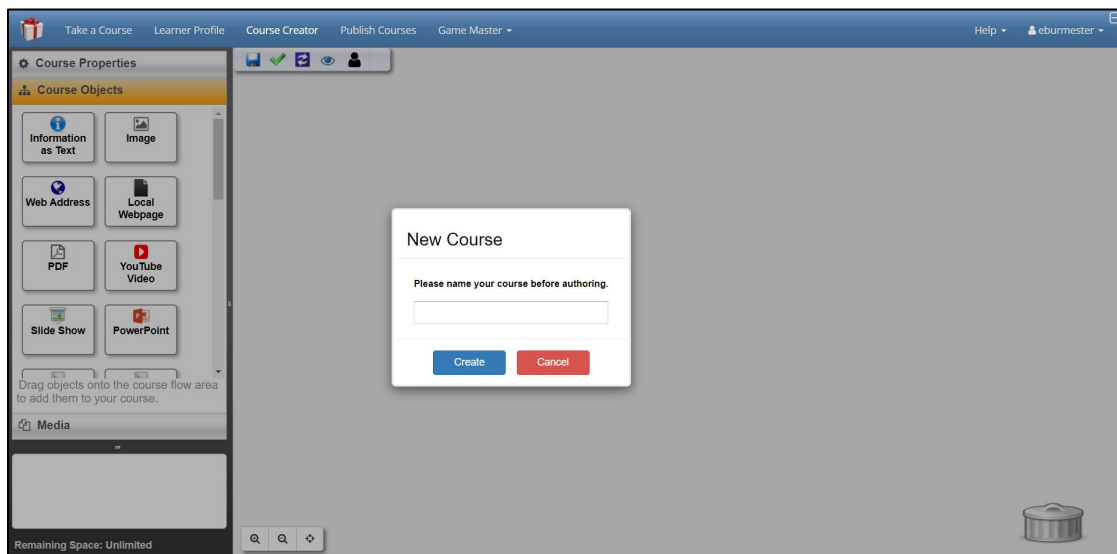 Take a Course Learner Profile Course Creator Publish Courses Game Master Help eburmester
Course Properties
Course Objects
Information
as Text
Image
Web Address
Local
Webpage
PDF
YouTube
Video
Slide Show
PowerPoint
Drag objects onto the course flow area
to add them to your course.
Media
Remaining Space: Unlimited
New Course
Please name your course before authoring.
Create Cancel